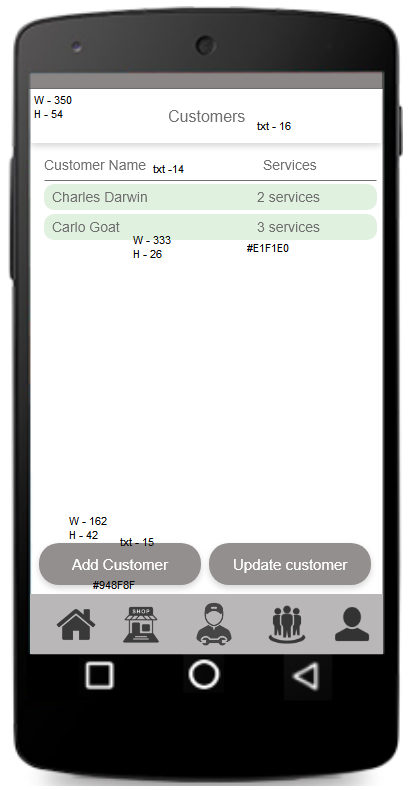 W - 350
H - 54
Customers
txt - 16
Customer Name
txt -14
Services
Charles Darwin
2 services
Carlo Goat
3 services
W - 333
H - 26
#E1F1E0
W - 162
H - 42
txt - 15
Add Customer
Update customer
#948F8F
SHOP